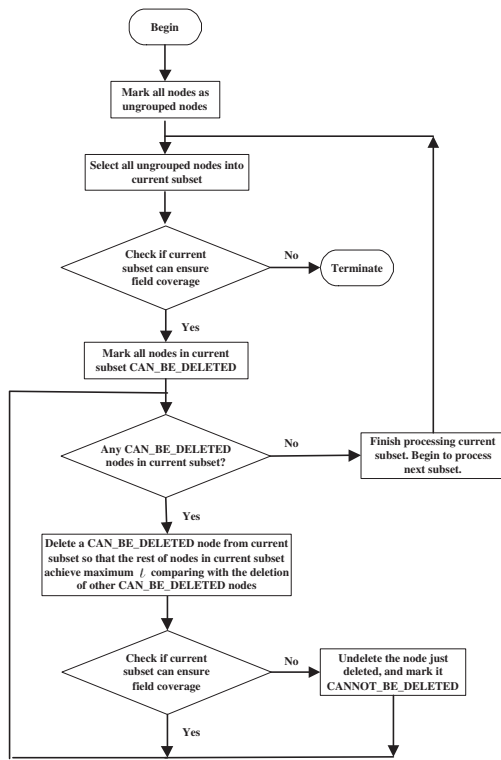 Begin
Mark all nodes as
ungrouped nodes
Select all ungrouped nodes into
current subset
Check if current
subset can ensure
field coverage
No
Terminate
Yes
Mark all nodes in current
subset CAN_BE_DELETED
Any CAN_BE_DELETED
nodes in current subset?
No
Finish processing current
subset. Begin to process
next subset.
Yes
Delete a CAN_BE_DELETED node from current
subset so that the rest of nodes in current subset
achieve maximum comparing with the deletion
of other CAN_BE_DELETED nodes
Check if current
subset can ensure
field coverage
No
Undelete the node just
deleted, and mark it
CANNOT_BE_DELETED
Yes